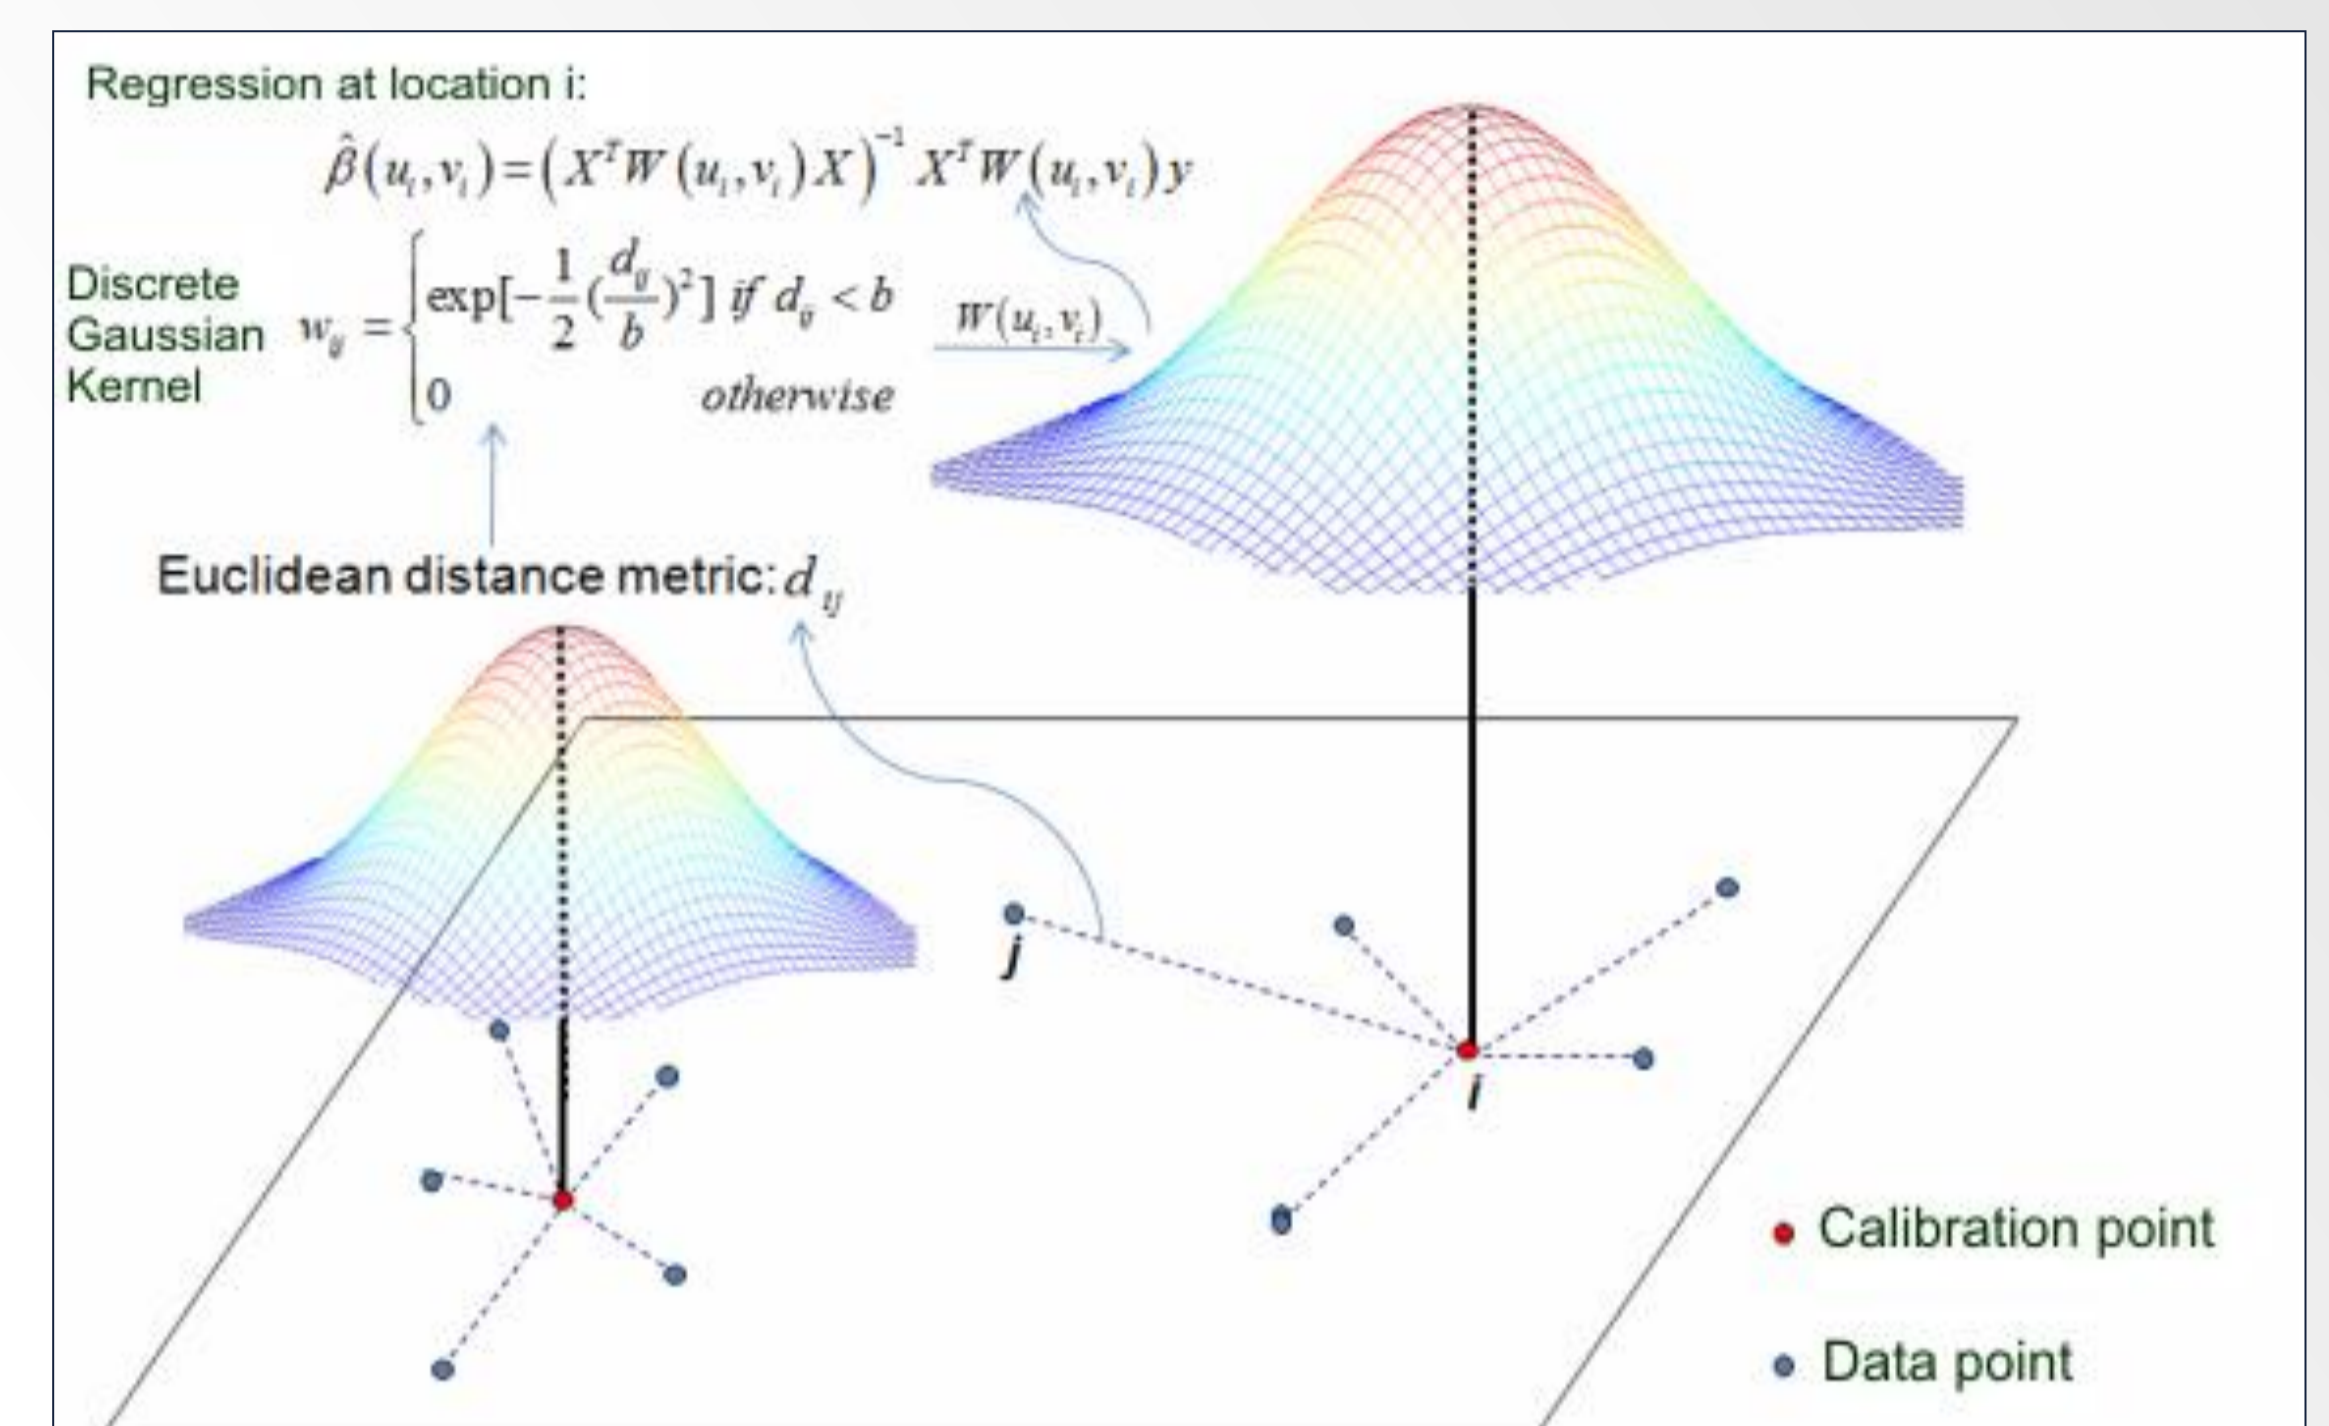 Regression at location i:
β̂(uᵢ,vᵢ)=(XᵀW(uᵢ,vᵢ)X)⁻¹XᵀW(uᵢ,vᵢ)y
Discrete
Gaussian
Kernel
wᵢⱼ = { exp[-1/2(dᵢⱼ/b)²] if dᵢⱼ < b
0 otherwise
W(uᵢ,vᵢ)
Euclidean distance metric: dᵢⱼ
j
i
Calibration point
Data point